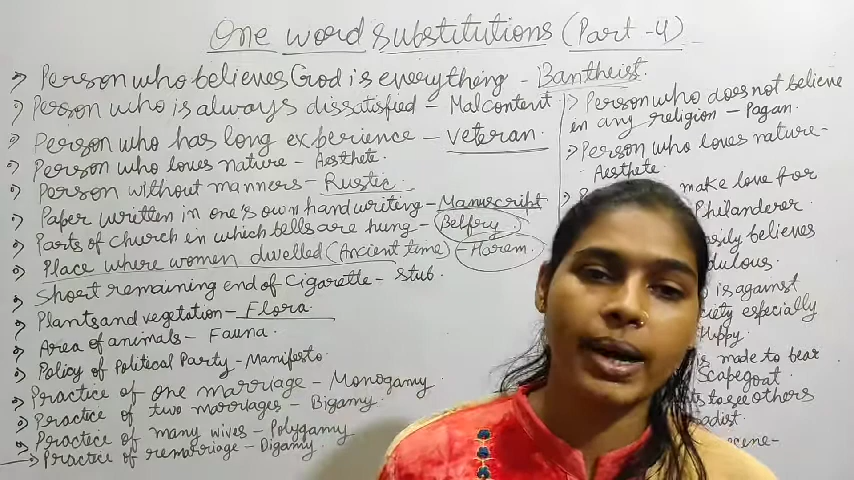 One word substitutions (Part-4)
Person who believes God is everything - Bantheist.
Person who is always dissatisfied - Malcontent
Person who has long experience - veteran.
Person who loves nature - Aesthete.
Person without manners - Rustic.
Paper written in one's own handwriting - Manuscript
Parts of church in which tells are hung - Belfry
Place where women dwelled (Ancient time) - Harem.
Short remaining end of Cigarette - Stub.
Plants and vegetation - Flora.
Area of animals - Fauna.
Policy of Political Party - Manifesto.
Practice of one marriage - Monogamy
Practice of two marriages - Bigamy.
Practice of many wives - Polygamy
Practice of remarriage - Digamy.
Person who does not believe
in any religion - Pagan.
Person who loves nature -
Aesthete
make love for
Philanderer
believes
is against
especially
Hippy.
is made to bear
Scapegoat
to see others